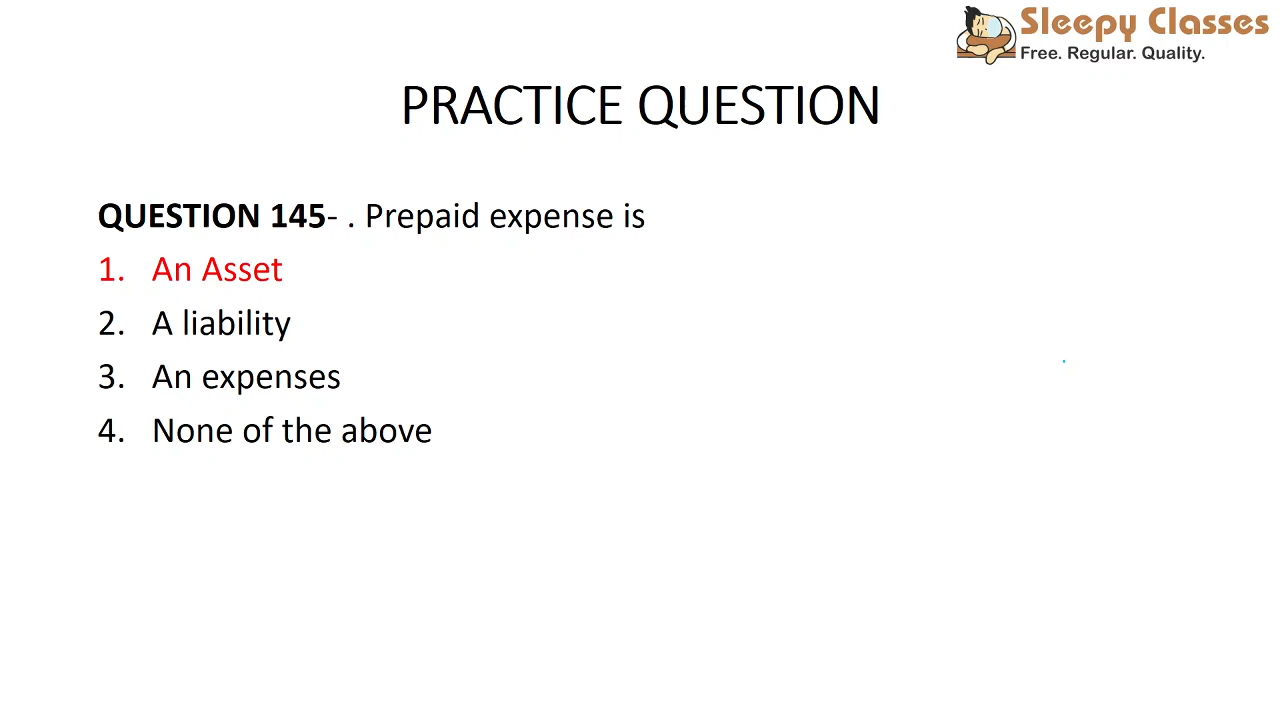 Sleepy Classes
Free. Regular. Quality.
PRACTICE QUESTION
QUESTION 145- . Prepaid expense is
1. An Asset
2. A liability
3. An expenses
4. None of the above